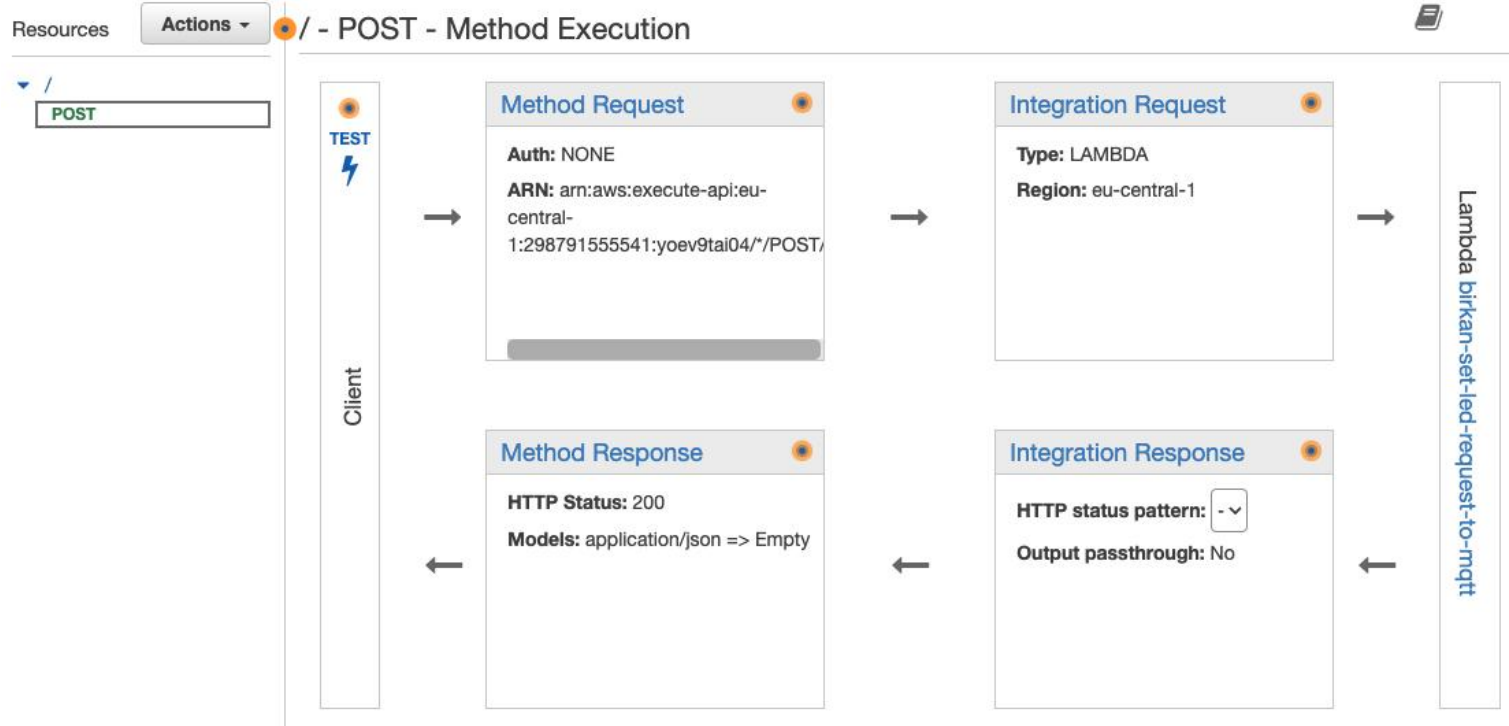 Resources
Actions
/ - POST - Method Execution
/
POST
TEST
Client
Method Request
Auth: NONE
ARN: arn:aws:execute-api:eu-
central-
1:298791555541:yoev9tai04/*/POST/
Integration Request
Type: LAMBDA
Region: eu-central-1
Lambda birkan-set-led-request-to-mqtt
Method Response
HTTP Status: 200
Models: application/json => Empty
Integration Response
HTTP status pattern: -
Output passthrough: No